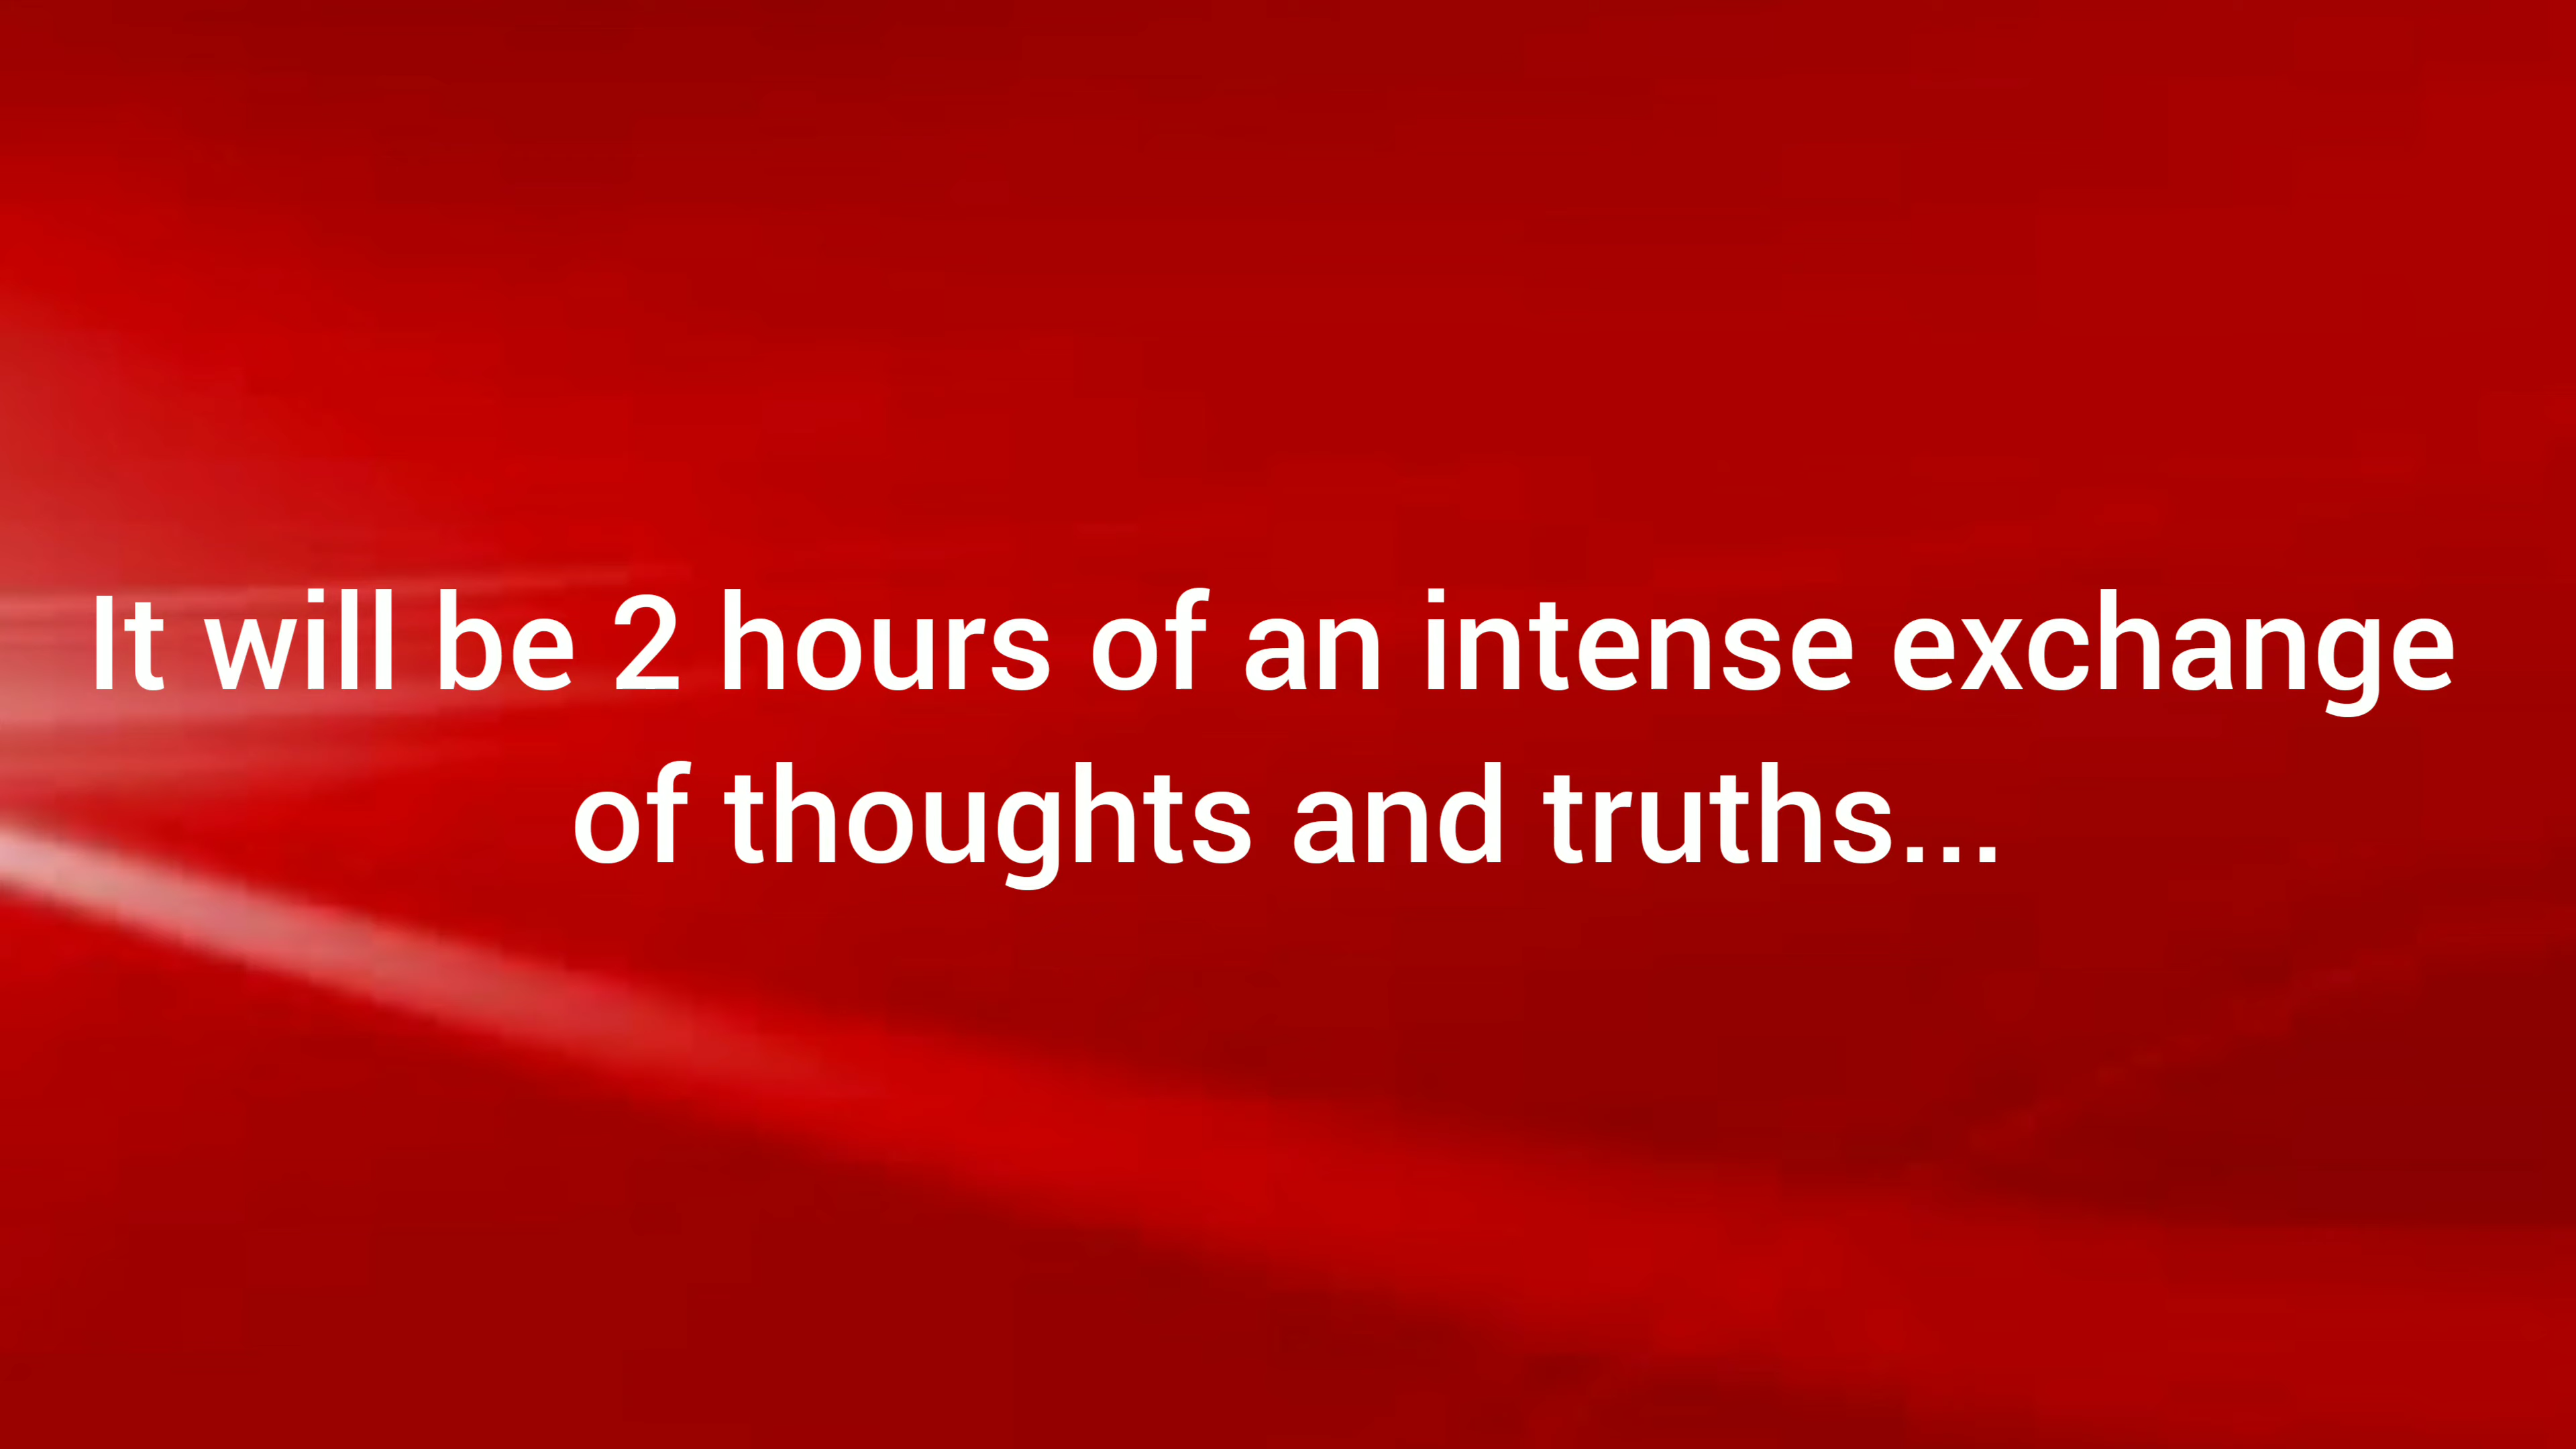 It will be 2 hours of an intense exchange
of thoughts and truths...